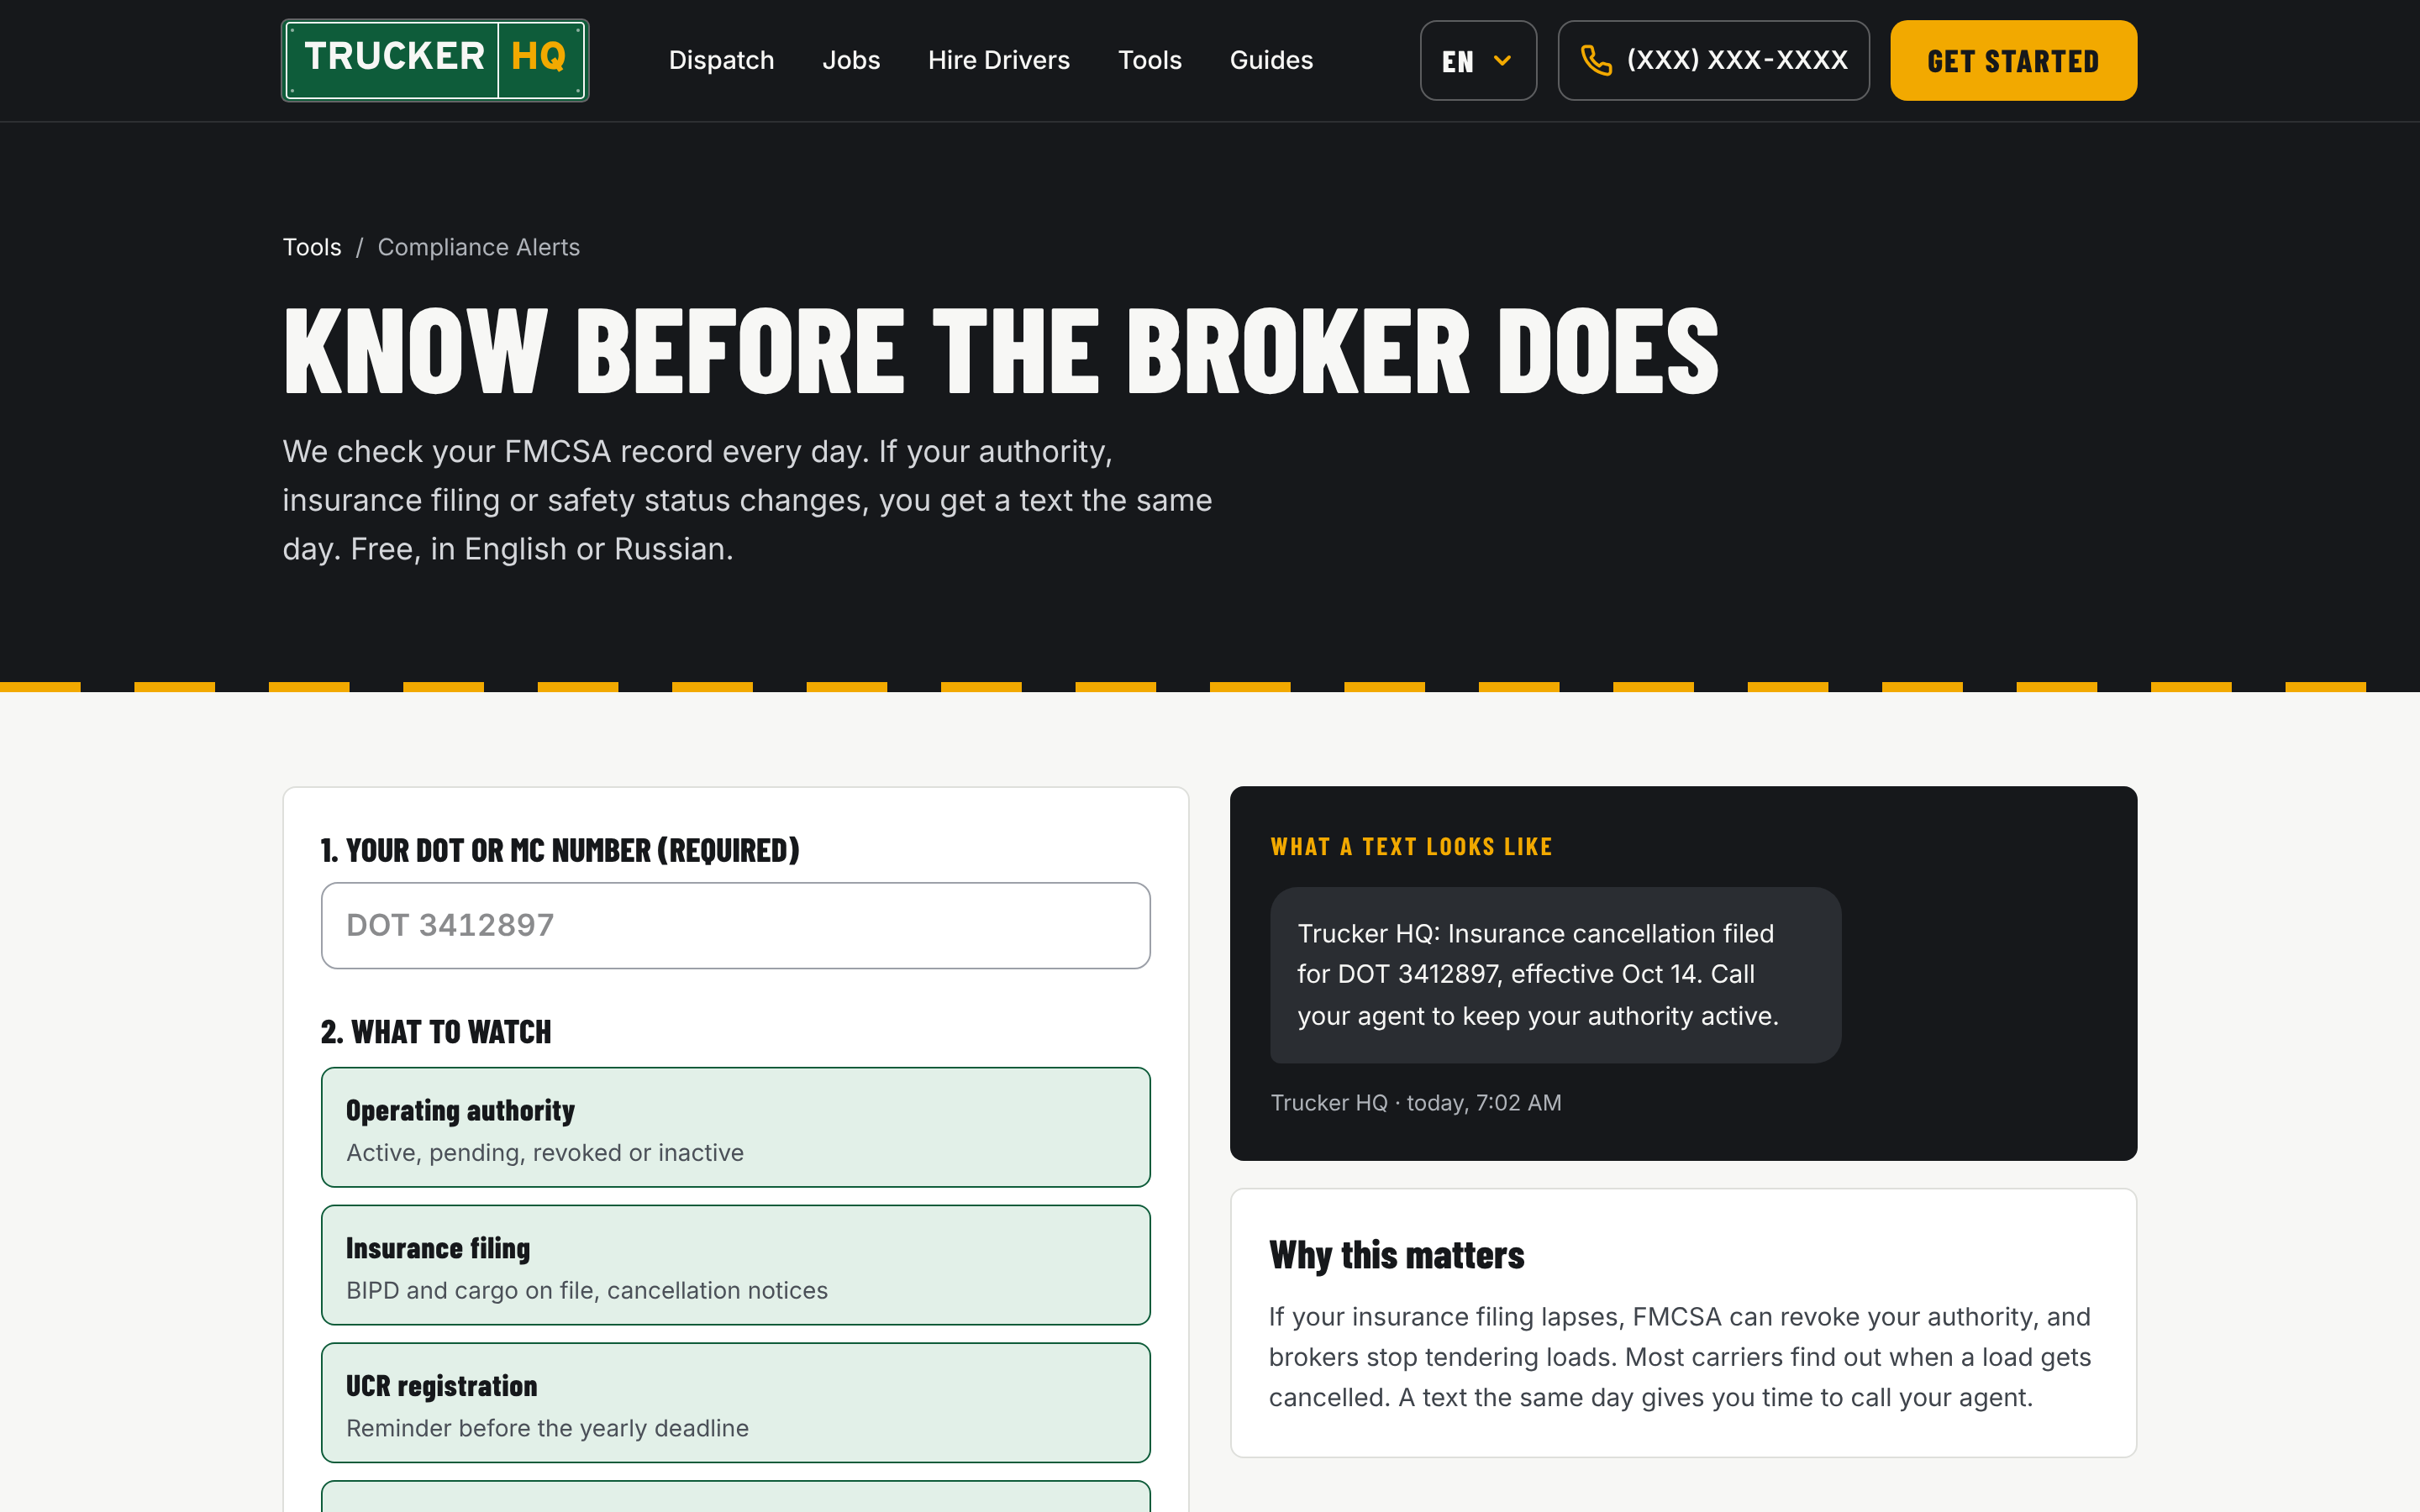 TRUCKER HQ
Dispatch
Jobs
Hire Drivers
Tools
Guides
EN
(XXX) XXX-XXXX
GET STARTED
Tools / Compliance Alerts
KNOW BEFORE THE BROKER DOES
We check your FMCSA record every day. If your authority,
insurance filing or safety status changes, you get a text the same
day. Free, in English or Russian.
1. YOUR DOT OR MC NUMBER (REQUIRED)
DOT 3412897
2. WHAT TO WATCH
Operating authority
Active, pending, revoked or inactive
Insurance filing
BIPD and cargo on file, cancellation notices
UCR registration
Reminder before the yearly deadline
WHAT A TEXT LOOKS LIKE
Trucker HQ: Insurance cancellation filed
for DOT 3412897, effective Oct 14. Call
your agent to keep your authority active.
Trucker HQ · today, 7:02 AM
Why this matters
If your insurance filing lapses, FMCSA can revoke your authority, and
brokers stop tendering loads. Most carriers find out when a load gets
cancelled. A text the same day gives you time to call your agent.